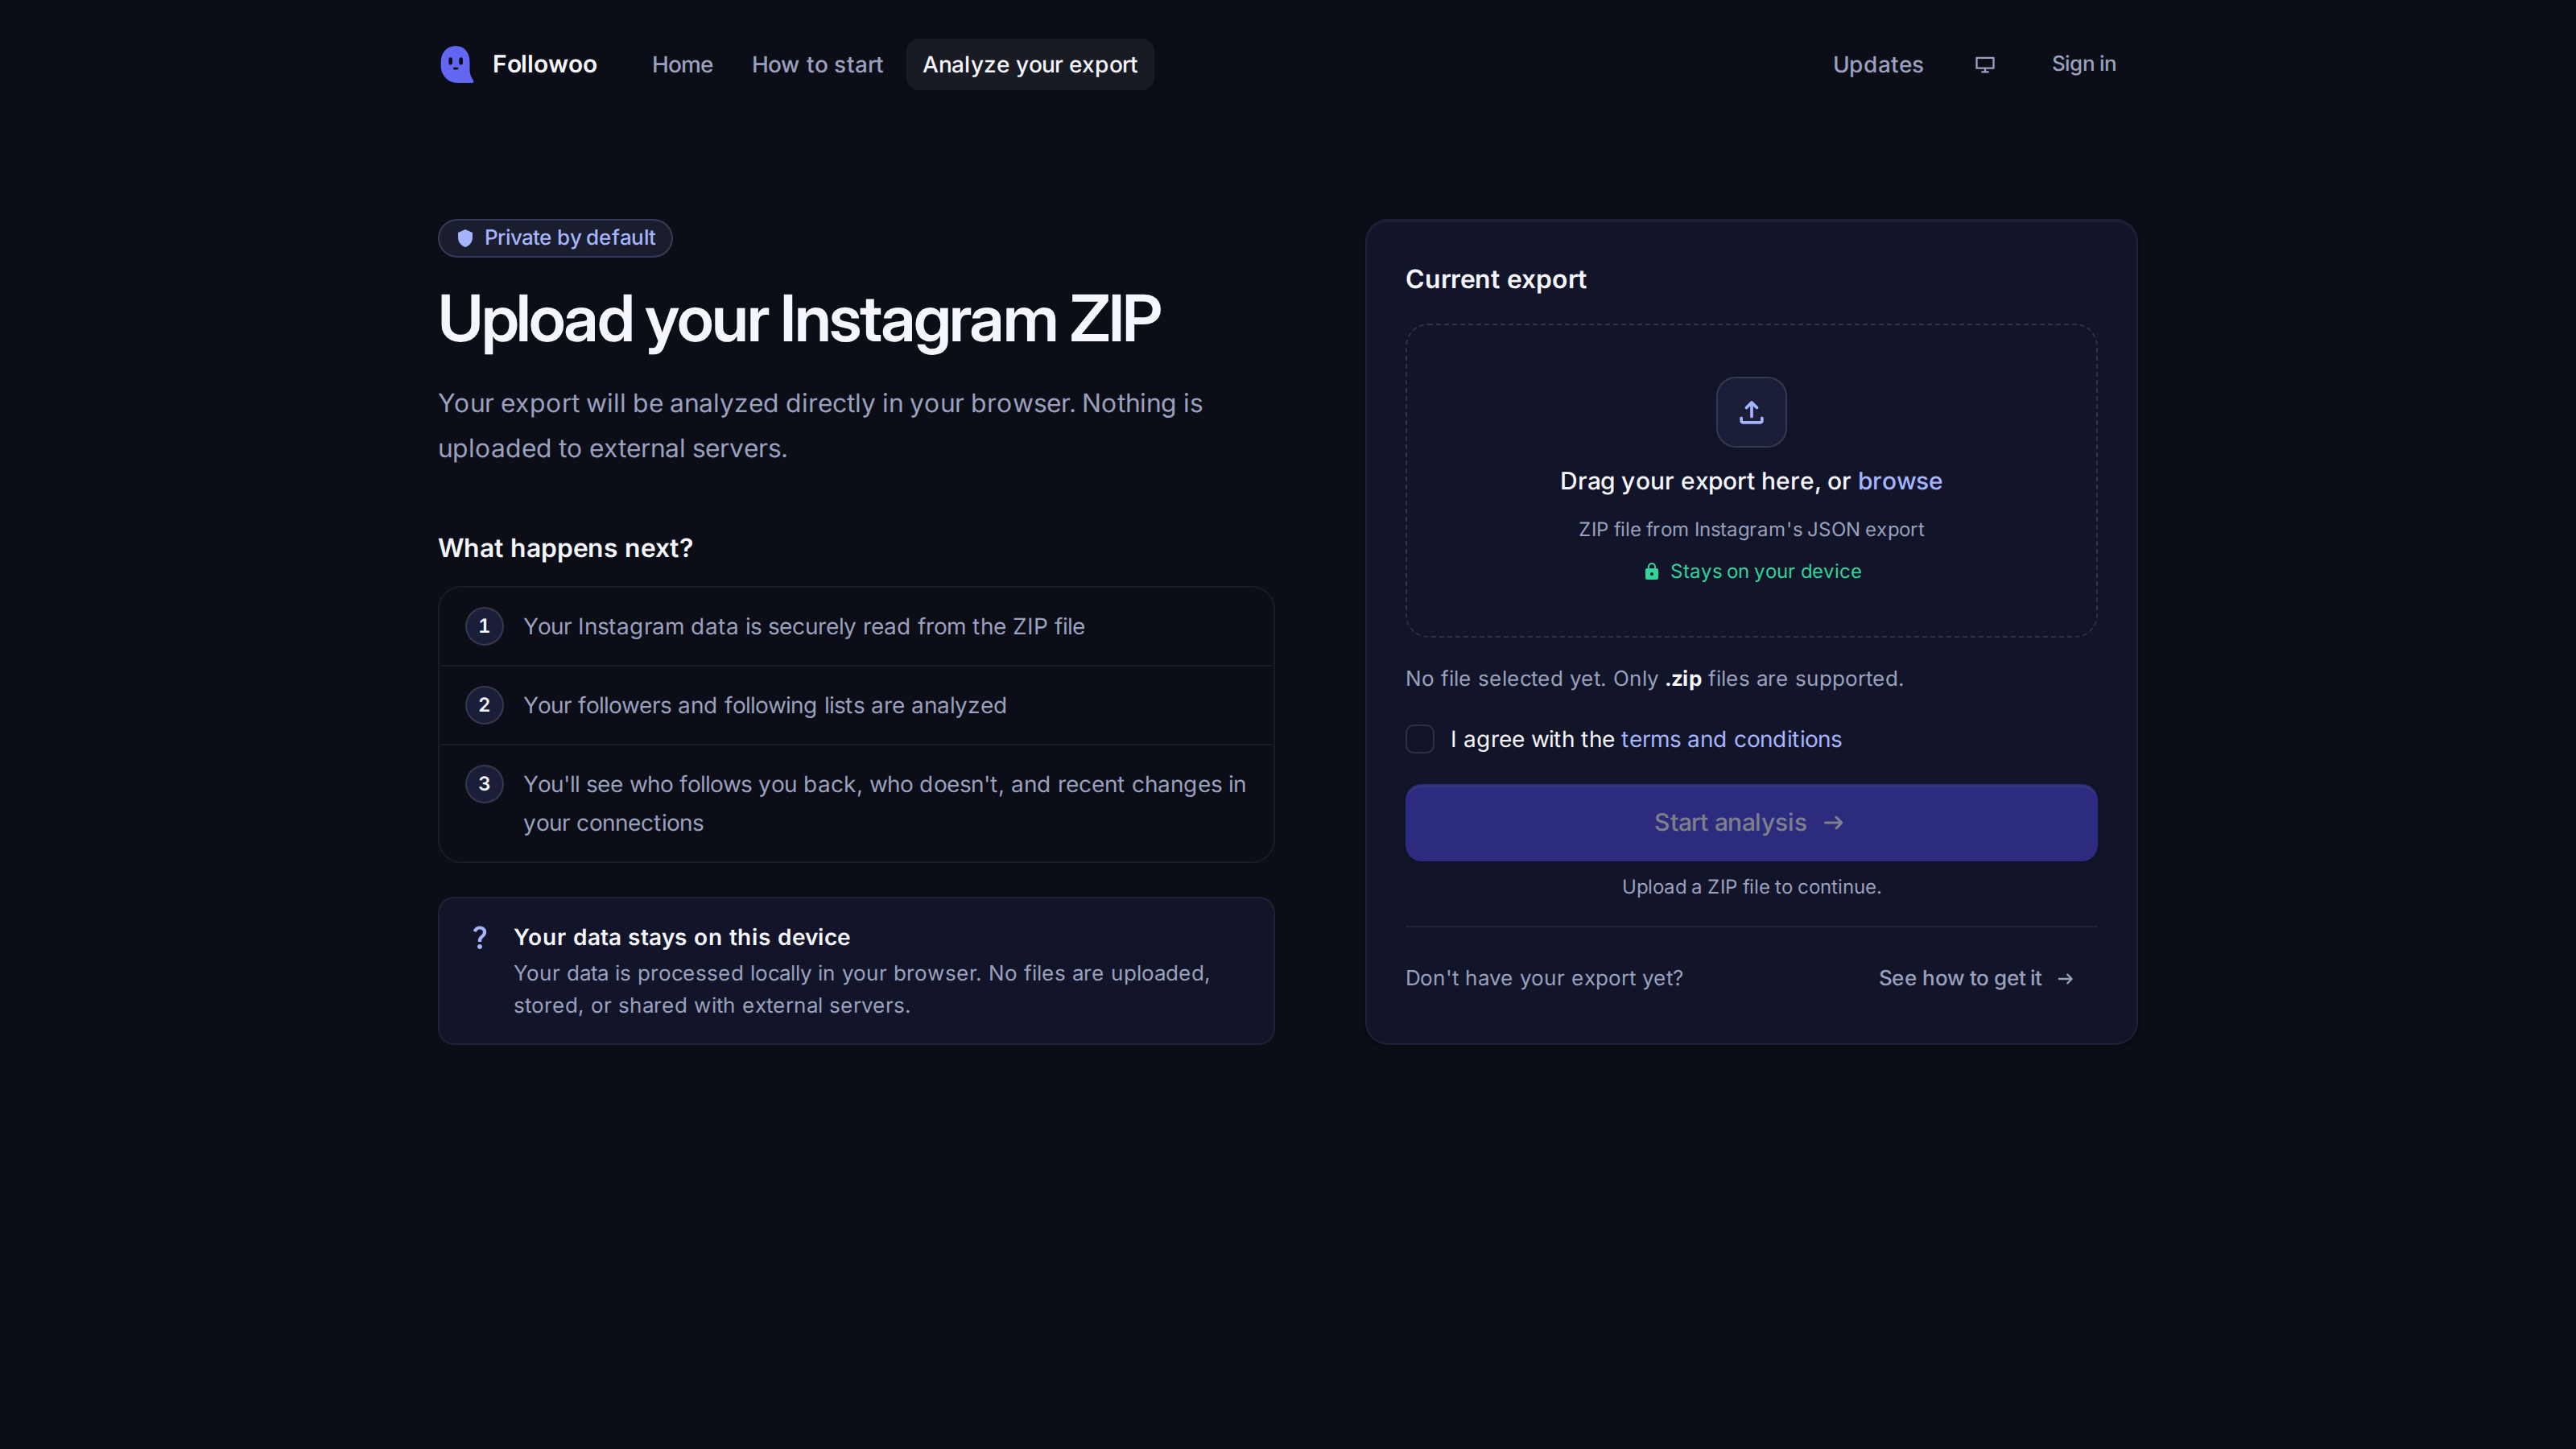 Followoo
Home
How to start
Analyze your export
Updates
Sign in
Private by default
Upload your Instagram ZIP
Your export will be analyzed directly in your browser. Nothing is
uploaded to external servers.
What happens next?
1 Your Instagram data is securely read from the ZIP file
2 Your followers and following lists are analyzed
3 You'll see who follows you back, who doesn't, and recent changes in
your connections
? Your data stays on this device
Your data is processed locally in your browser. No files are uploaded,
stored, or shared with external servers.
Current export
Drag your export here, or browse
ZIP file from Instagram's JSON export
Stays on your device
No file selected yet. Only .zip files are supported.
I agree with the terms and conditions
Start analysis →
Upload a ZIP file to continue.
Don't have your export yet?
See how to get it →